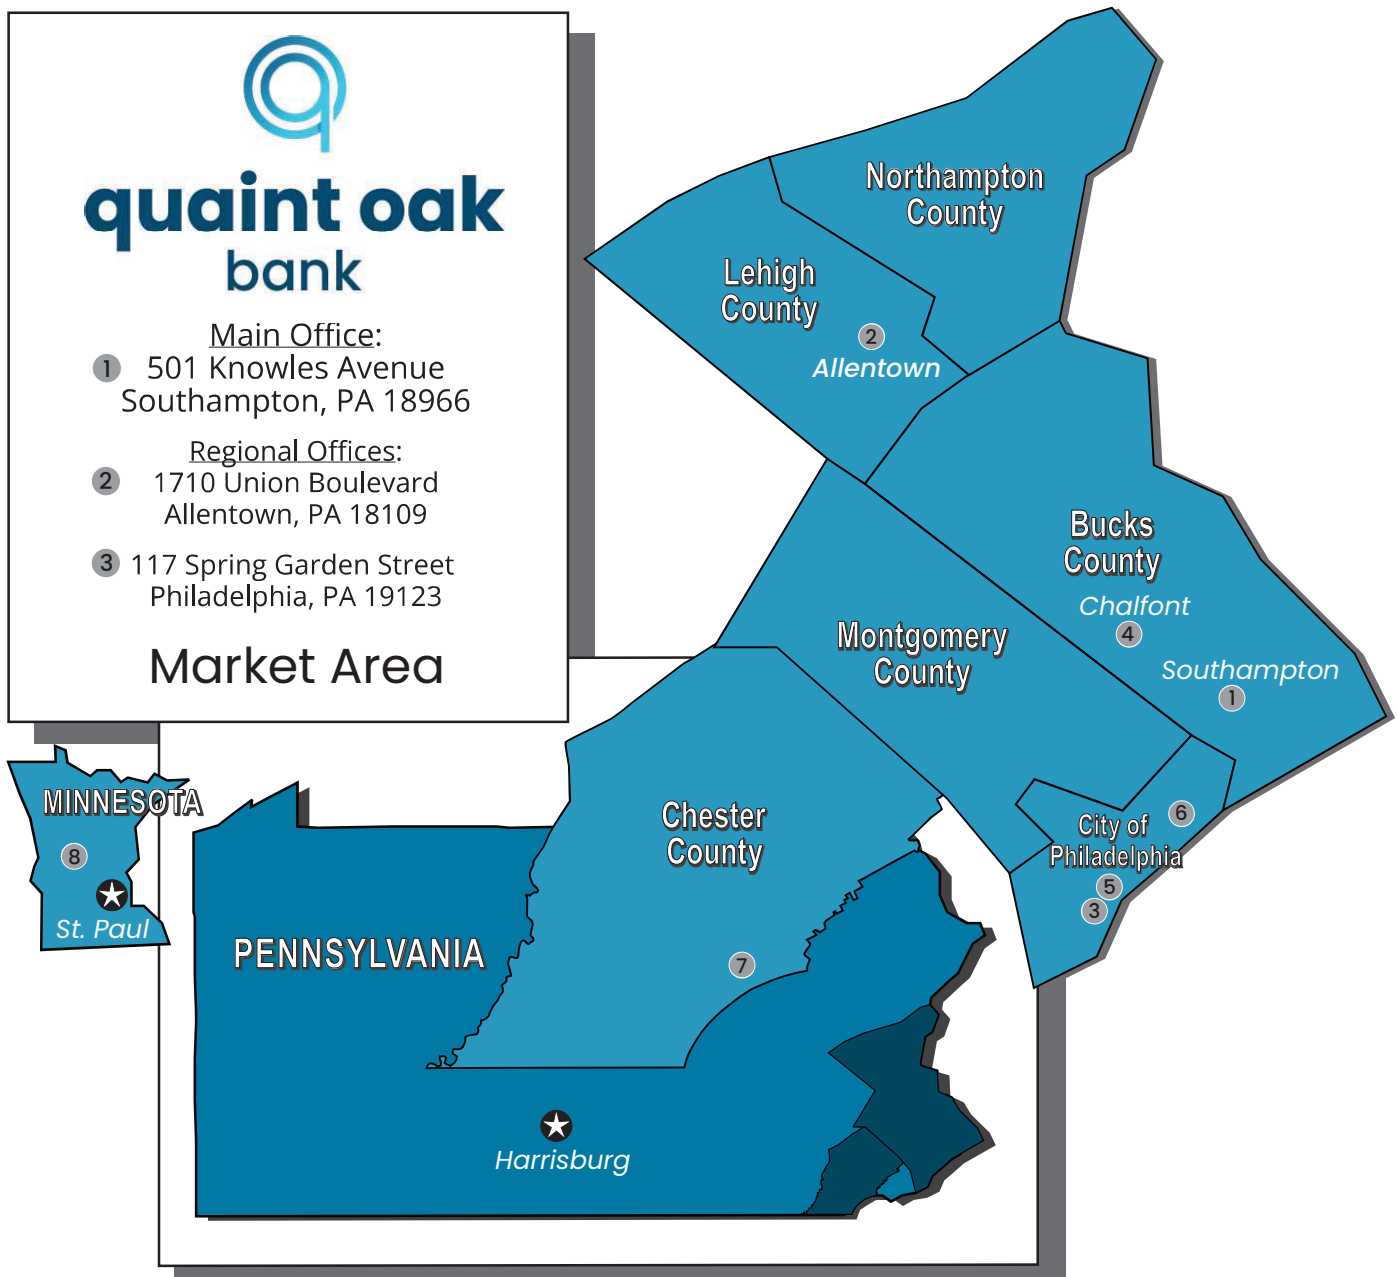 quaint oak
bank
Main Office:
1 501 Knowles Avenue
Southampton, PA 18966
Regional Offices:
2 1710 Union Boulevard
Allentown, PA 18109
3 117 Spring Garden Street
Philadelphia, PA 19123
Market Area
Northampton
County
Lehigh
County
2
Allentown
Bucks
County
Chalfont
4
Southampton
1
Montgomery
County
6
City of
Philadelphia
5
3
Chester
County
7
MINNESOTA
8
St. Paul
PENNSYLVANIA
Harrisburg